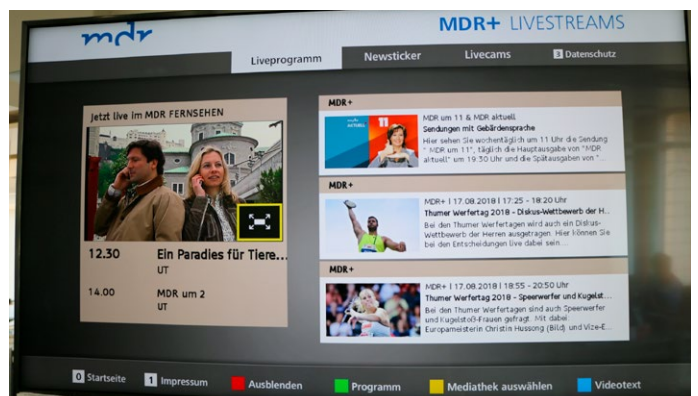 mdr
MDR+ LIVESTREAMS
Liveprogramm
Newsticker
Livecams
3 Datenschutz
Jetzt live im MDR FERNSEHEN
12.30 Ein Paradies für Tiere...
UT
14.00 MDR um 2
UT
MDR+
MDR um 11 & MDR aktuell
Sendungen mit Gebärdensprache
Hier sehen Sie wochentäglich um 11 Uhr die Sendung
"MDR um 11", täglich die Hauptausgabe von "MDR
aktuell" um 19:30 Uhr und die Spätausgaben von "...
MDR+
MDR+ | 17.08.2018 | 17:25 - 18:20 Uhr
Thumer Werfertag 2018 - Diskus-Wettbewerb der H...
Bei den Thumer Werfertagen wird auch ein Diskus-
Wettbewerb der Herren ausgetragen. Hier können Sie
bei den Entscheidungen live dabei sein....
MDR+
MDR+ | 17.08.2018 | 18:55 - 20:50 Uhr
Thumer Werfertag 2018 - Speerwerfer und Kugelst...
Bei den Thumer Werfertagen sind auch Speerwerfer
und Kugelstoß-Frauen gefragt. Mit dabei
Europameisterin Christin Hussong (Bild) und Vize-E...
0 Startseite
1 Impressum
Ausblenden
Programm
Mediathek auswählen
Videotext